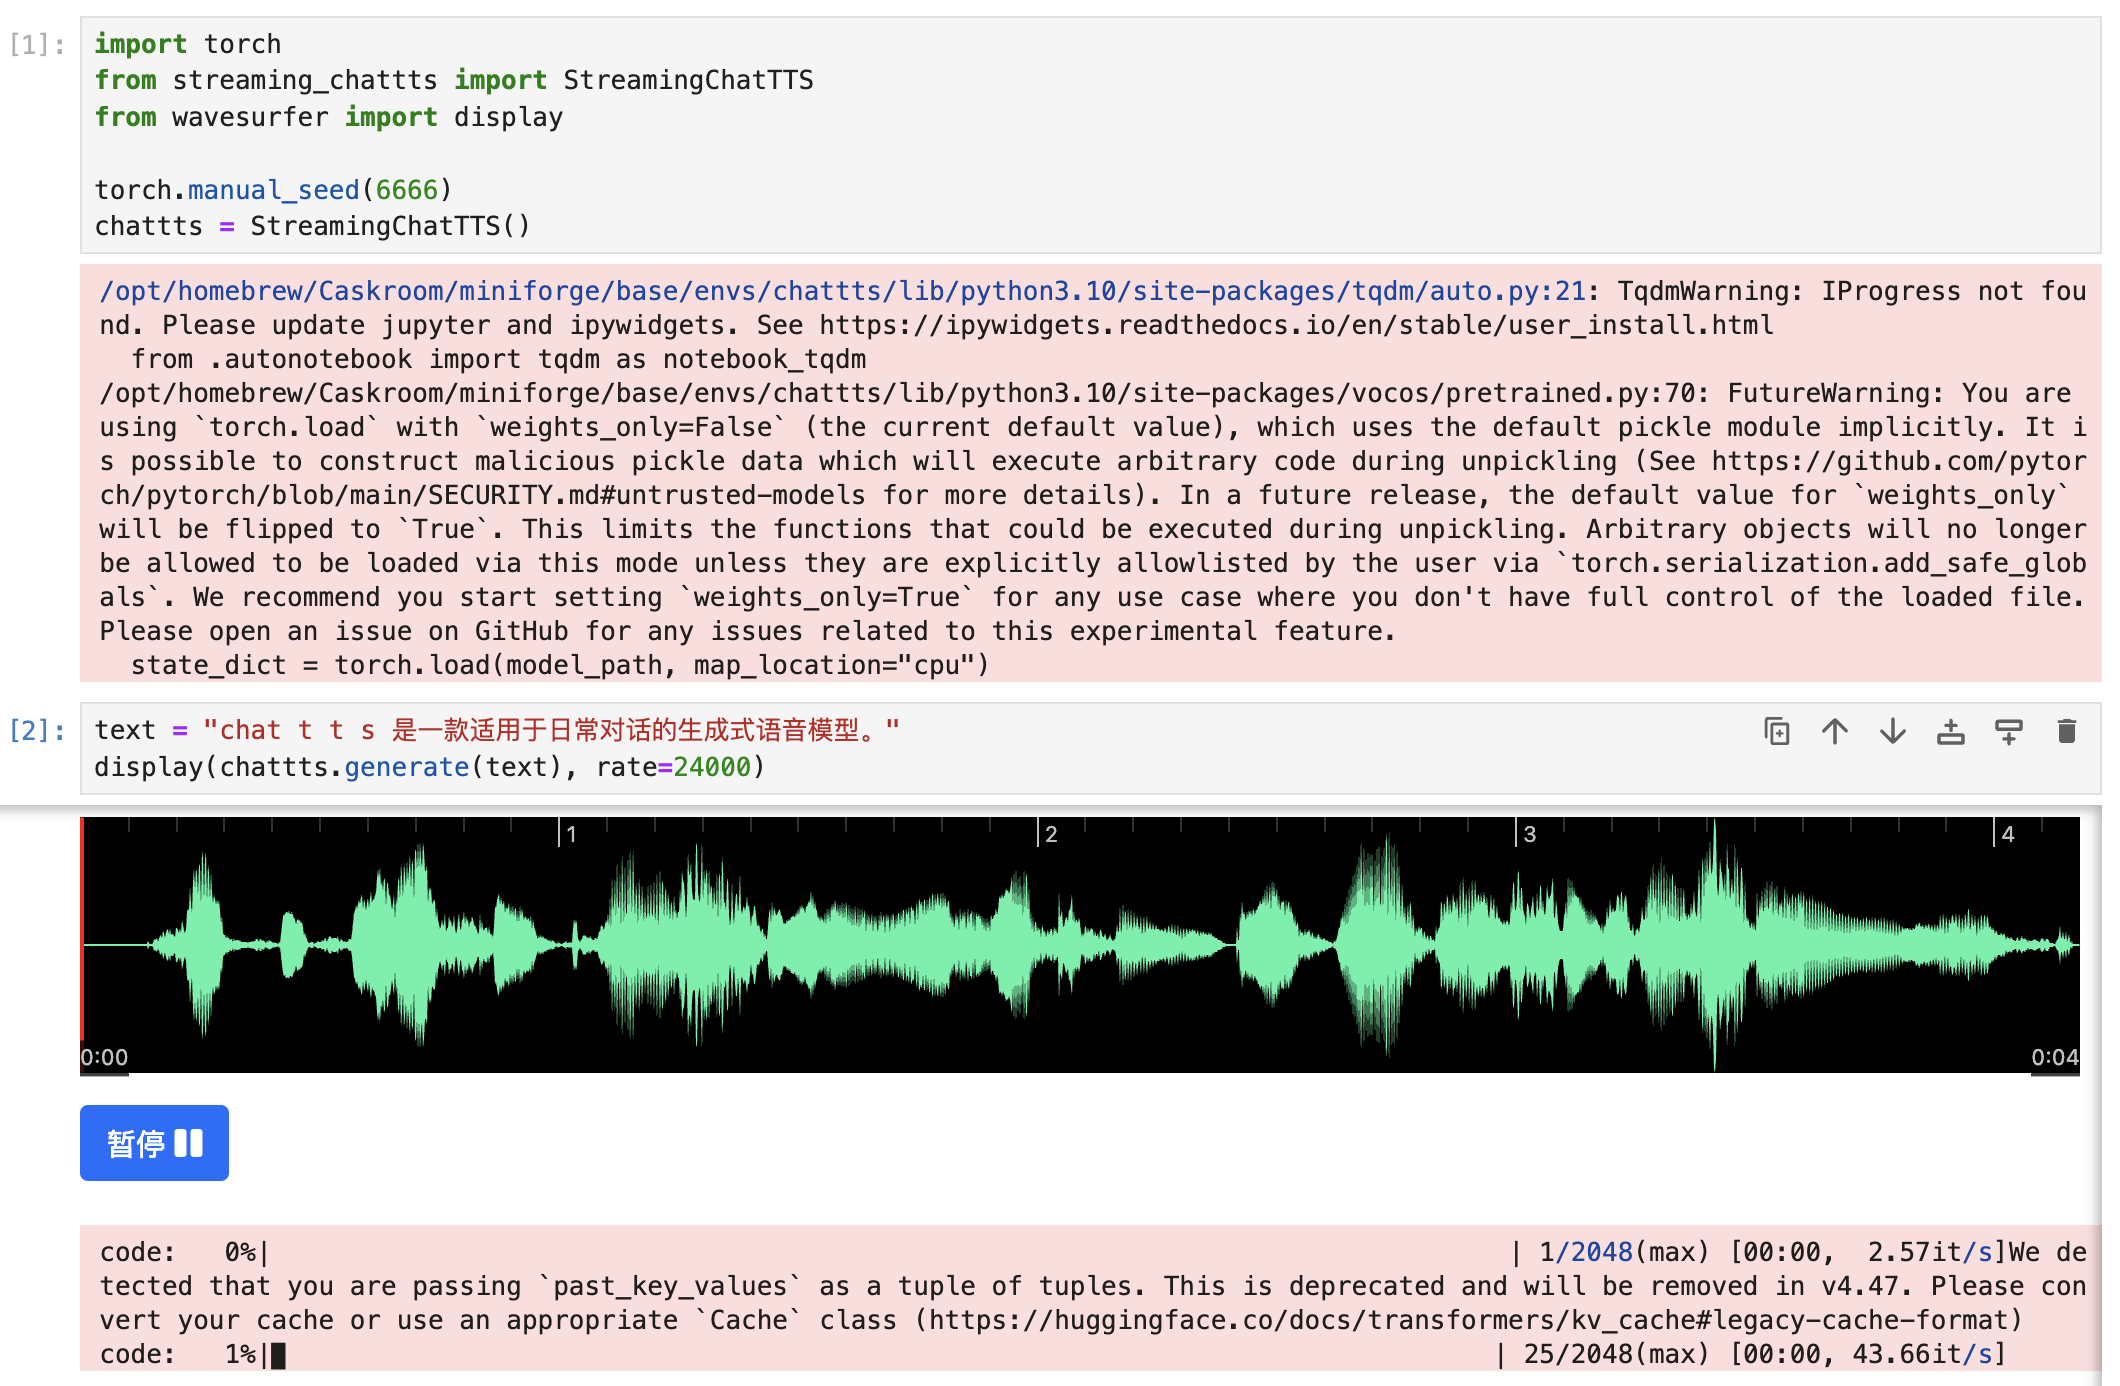 [1]:
import torch
from streaming_chattts import StreamingChatTTS
from wavesurfer import display
torch.manual_seed(6666)
chattts = StreamingChatTTS()
/opt/homebrew/Caskroom/miniforge/base/envs/chattts/lib/python3.10/site-packages/tqdm/auto.py:21: TqdmWarning: IProgress not fou
nd. Please update jupyter and ipywidgets. See https://ipywidgets.readthedocs.io/en/stable/user_install.html
  from .autonotebook import tqdm as notebook_tqdm
/opt/homebrew/Caskroom/miniforge/base/envs/chattts/lib/python3.10/site-packages/vocos/pretrained.py:70: FutureWarning: You are
using `torch.load` with `weights_only=False` (the current default value), which uses the default pickle module implicitly. It i
s possible to construct malicious pickle data which will execute arbitrary code during unpickling (See https://github.com/pytor
ch/pytorch/blob/main/SECURITY.md#untrusted-models for more details). In a future release, the default value for `weights_only`
will be flipped to `True`. This limits the functions that could be executed during unpickling. Arbitrary objects will no longer
be allowed to be loaded via this mode unless they are explicitly allowlisted by the user via `torch.serialization.add_safe_glob
als`. We recommend you start setting `weights_only=True` for any use case where you don't have full control of the loaded file.
Please open an issue on GitHub for any issues related to this experimental feature.
  state_dict = torch.load(model_path, map_location="cpu")
[2]:
text = "chat t t s 是一款适用于日常对话的生成式语音模型。"
display(chattts.generate(text), rate=24000)
1 2 3 4
0:00 0:04
暂停
code:   0%| | 1/2048(max) [00:00,  2.57it/s]We de
tected that you are passing `past_key_values` as a tuple of tuples. This is deprecated and will be removed in v4.47. Please con
vert your cache or use an appropriate `Cache` class (https://huggingface.co/docs/transformers/kv_cache#legacy-cache-format)
code:   1%|█ | 25/2048(max) [00:00, 43.66it/s]